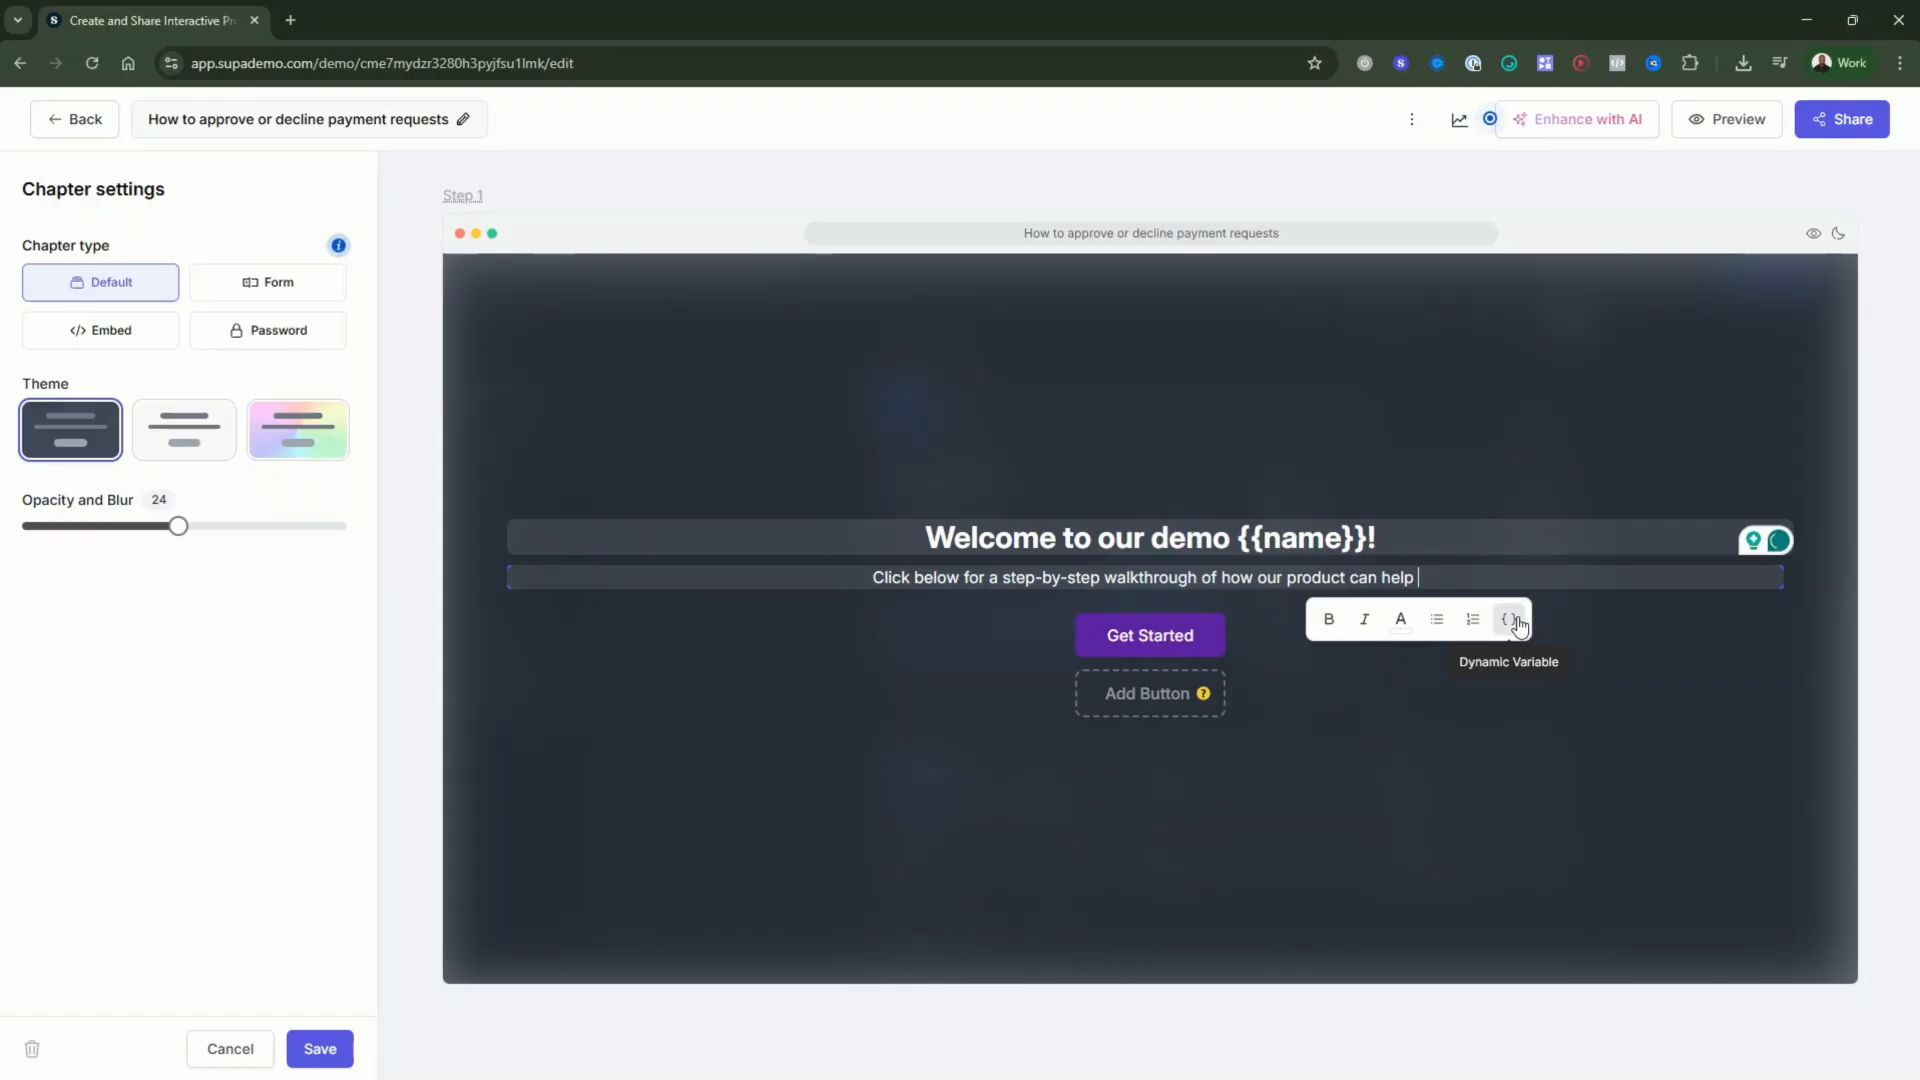 Create and Share Interactive Pr
app.supademo.com/demo/cme7mydzr3280h3pyjfsu1lmk/edit
Work
Back
How to approve or decline payment requests
Enhance with AI
Preview
Share
Chapter settings
Chapter type
Default
Form
</> Embed
Password
Theme
Opacity and Blur 24
Cancel
Save
Step 1
How to approve or decline payment requests
Welcome to our demo {{name}}!
Click below for a step-by-step walkthrough of how our product can help
B I A { }
Get Started
Dynamic Variable
Add Button ?